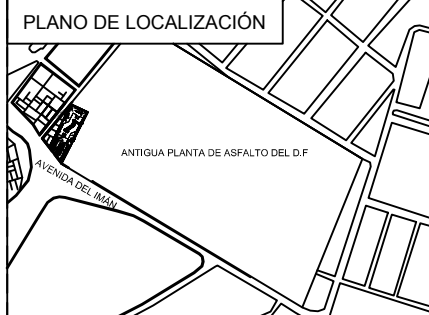 PLANO DE LOCALIZACIÓN
ANTIGUA PLANTA DE ASFALTO DEL D.F
AVENIDA DEL IMÁN